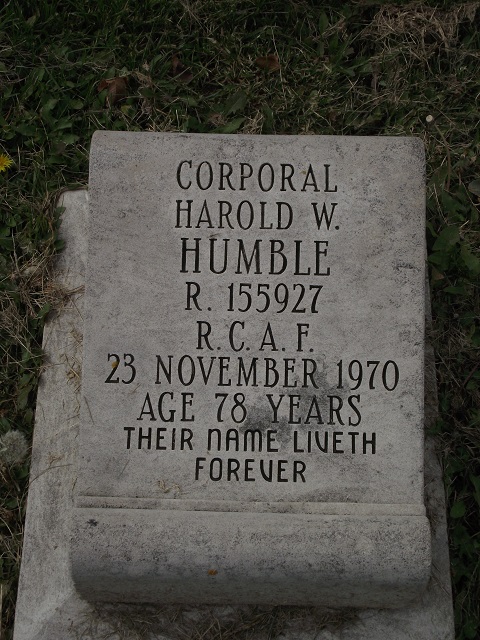 CORPORAL
HAROLD W.
HUMBLE
R. 155927
R.C.A.F.
23 NOVEMBER 1970
AGE 78 YEARS
THEIR NAME LIVETH
FOREVER